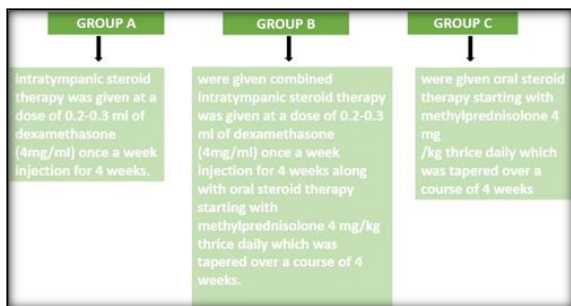 GROUP A
intratympanic steroid
therapy was given at a
dose of 0.2-0.3 ml of
dexamethasone
(4mg/ml) once a week
injection for 4 weeks.
GROUP B
were given combined
intratympanic steroid therapy
was given at a dose of 0.2-0.3
ml of dexamethasone
(4mg/ml) once a week
injection for 4 weeks along
with oral steroid therapy
starting with
methylprednisolone 4 mg/kg
thrice daily which was
tapered over a course of 4
weeks.
GROUP C
were given oral steroid
therapy starting with
methylprednisolone 4
mg
/kg thrice daily which
was tapered over a
course of 4 weeks